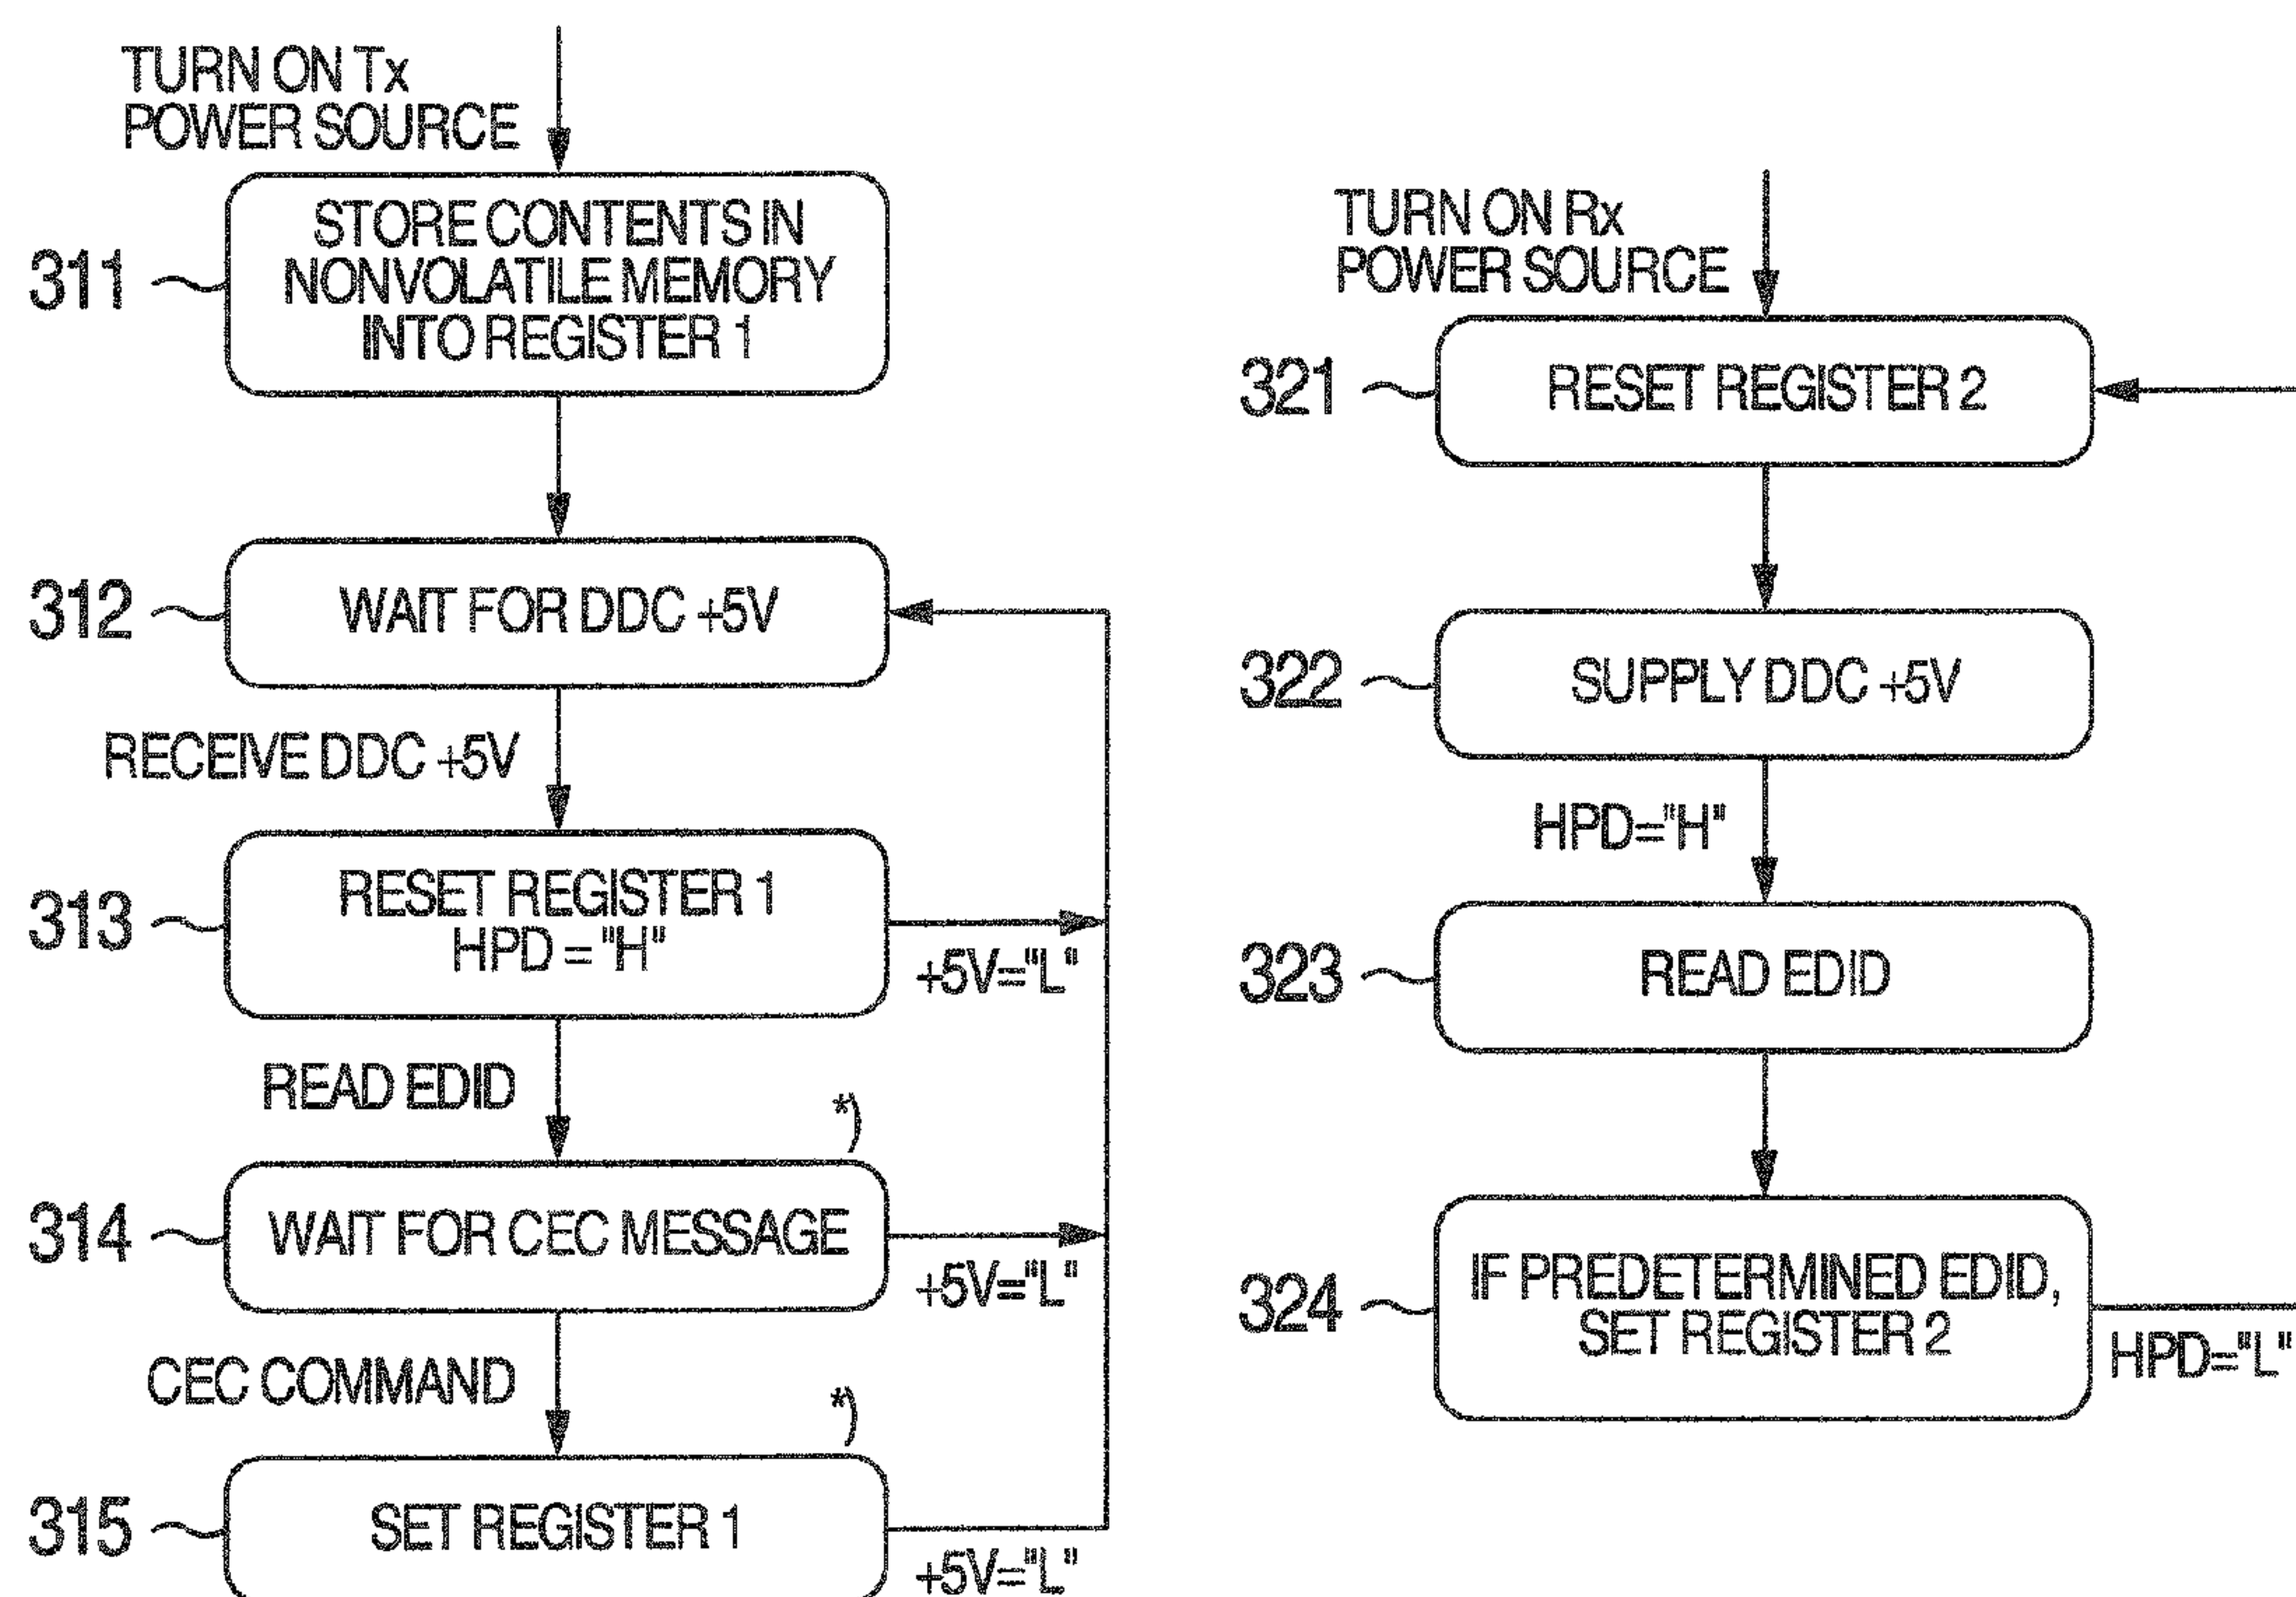 TURN ON Tx
POWER SOURCE
311
STORE CONTENTS IN
NONVOLATILE MEMORY
INTO REGISTER 1
312
WAIT FOR DDC +5V
RECEIVE DDC +5V
313
RESET REGISTER 1
HPD = "H"
+5V="L"
READ EDID
*)
314
WAIT FOR CEC MESSAGE
+5V="L"
CEC COMMAND
*)
315
SET REGISTER 1
+5V="L"
TURN ON Rx
POWER SOURCE
321
RESET REGISTER 2
322
SUPPLY DDC +5V
HPD="H"
323
READ EDID
324
IF PREDETERMINED EDID,
SET REGISTER 2
HPD="L"